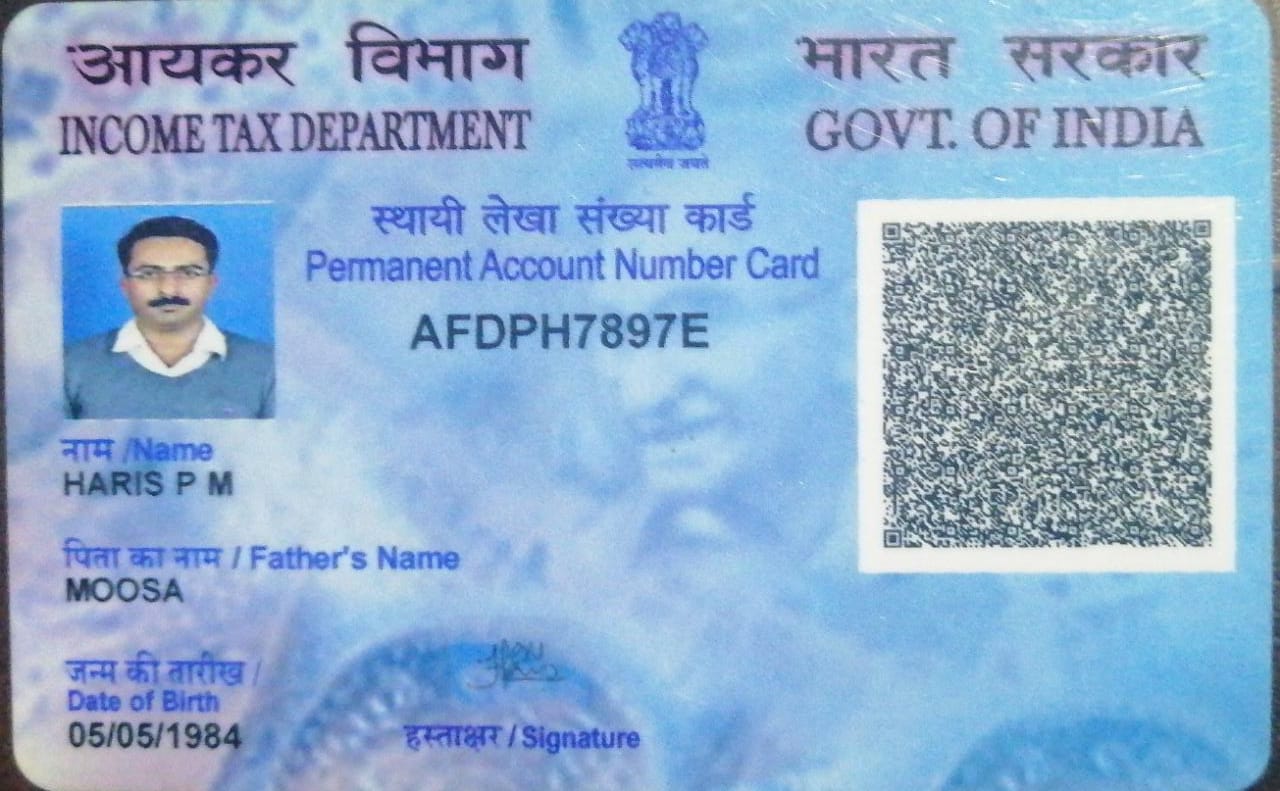 आयकर विभाग
INCOME TAX DEPARTMENT
सत्यमेव जयते
भारत सरकार
GOVT. OF INDIA
स्थायी लेखा संख्या कार्ड
Permanent Account Number Card
AFDPH7897E
नाम /Name
HARIS P M
पिता का नाम / Father's Name
MOOSA
जन्म की तारीख /
Date of Birth
05/05/1984
हस्ताक्षर / Signature